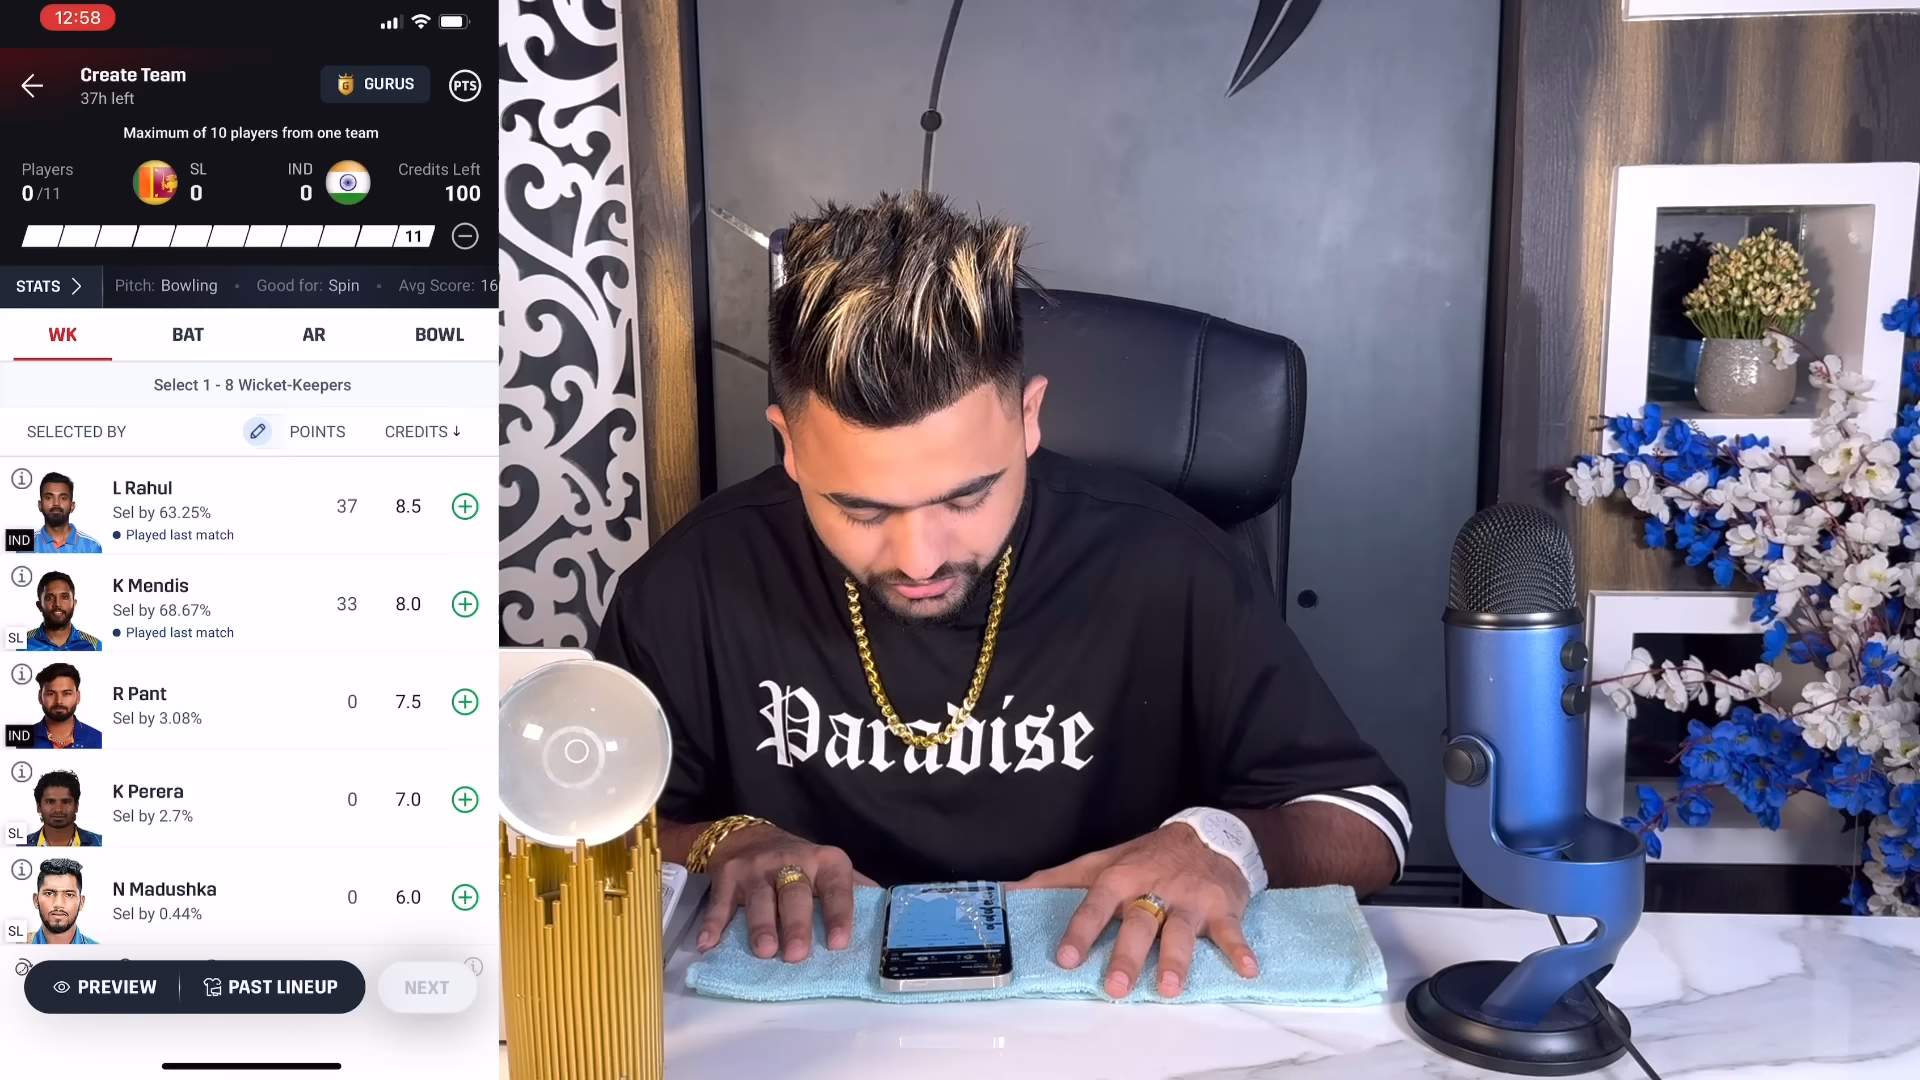 12:58
Create Team
37h left
GURUS
PTS
Maximum of 10 players from one team
Players
0/11
SL
0
IND
0
Credits Left
100
11
STATS
Pitch: Bowling
Good for: Spin
Avg Score: 16
WK
BAT
AR
BOWL
Select 1 - 8 Wicket-Keepers
SELECTED BY
POINTS
CREDITS ↓
L Rahul
Sel by 63.25%
Played last match
IND
37
8.5
K Mendis
Sel by 68.67%
Played last match
SL
33
8.0
R Pant
Sel by 3.08%
IND
0
7.5
K Perera
Sel by 2.7%
SL
0
7.0
N Madushka
Sel by 0.44%
SL
0
6.0
PREVIEW
PAST LINEUP
NEXT
Paradise